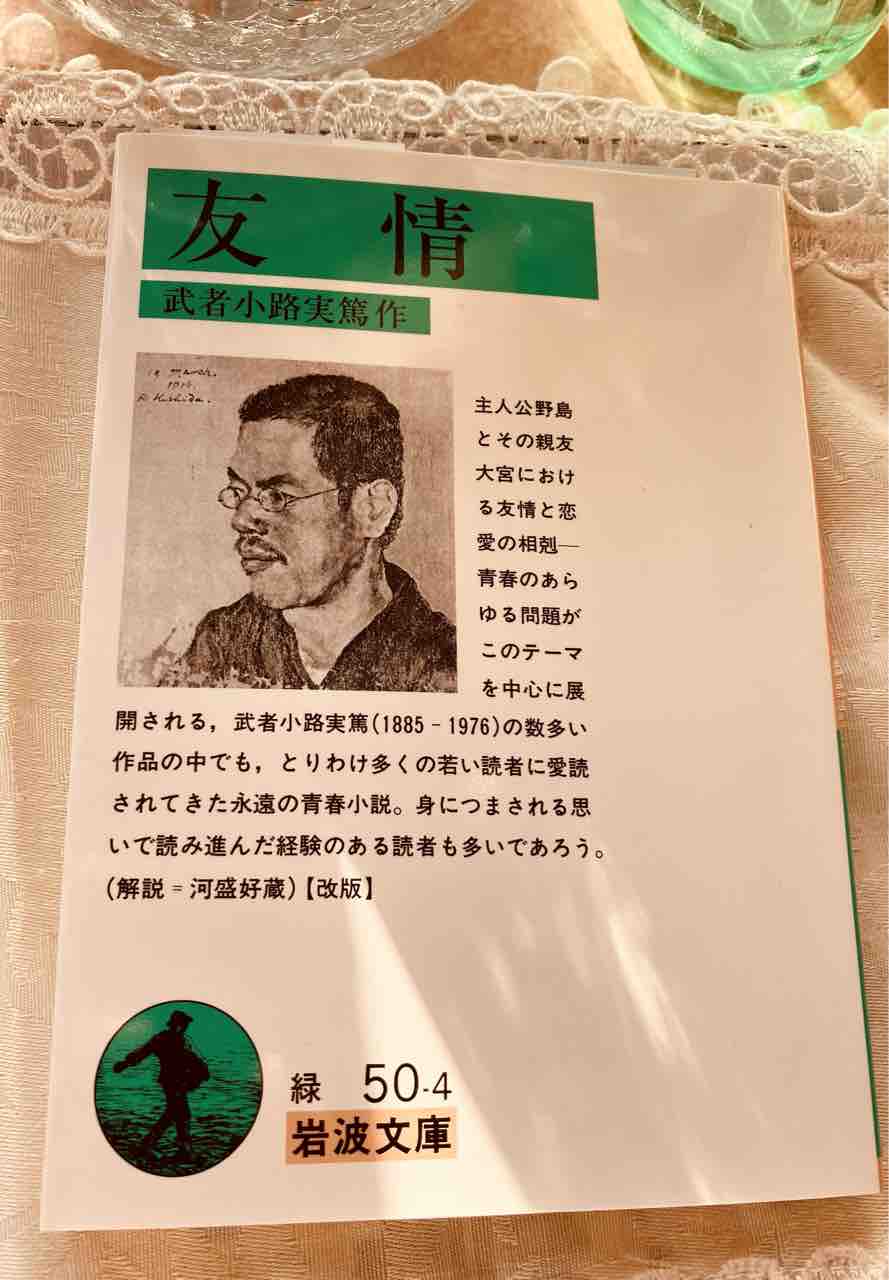 友情
武者小路実篤作
19 March.
1914.
R. Kishida.
主人公野島
とその親友
大宮におけ
る友情と恋
愛の相剋―
青春のあら
ゆる問題が
このテーマ
を中心に展
開される，武者小路実篤(1885‐1976)の数多い
作品の中でも，とりわけ多くの若い読者に愛読
されてきた永遠の青春小説。身につまされる思
いで読み進んだ経験のある読者も多いであろう。
(解説＝河盛好蔵)【改版】
緑 50-4
岩波文庫